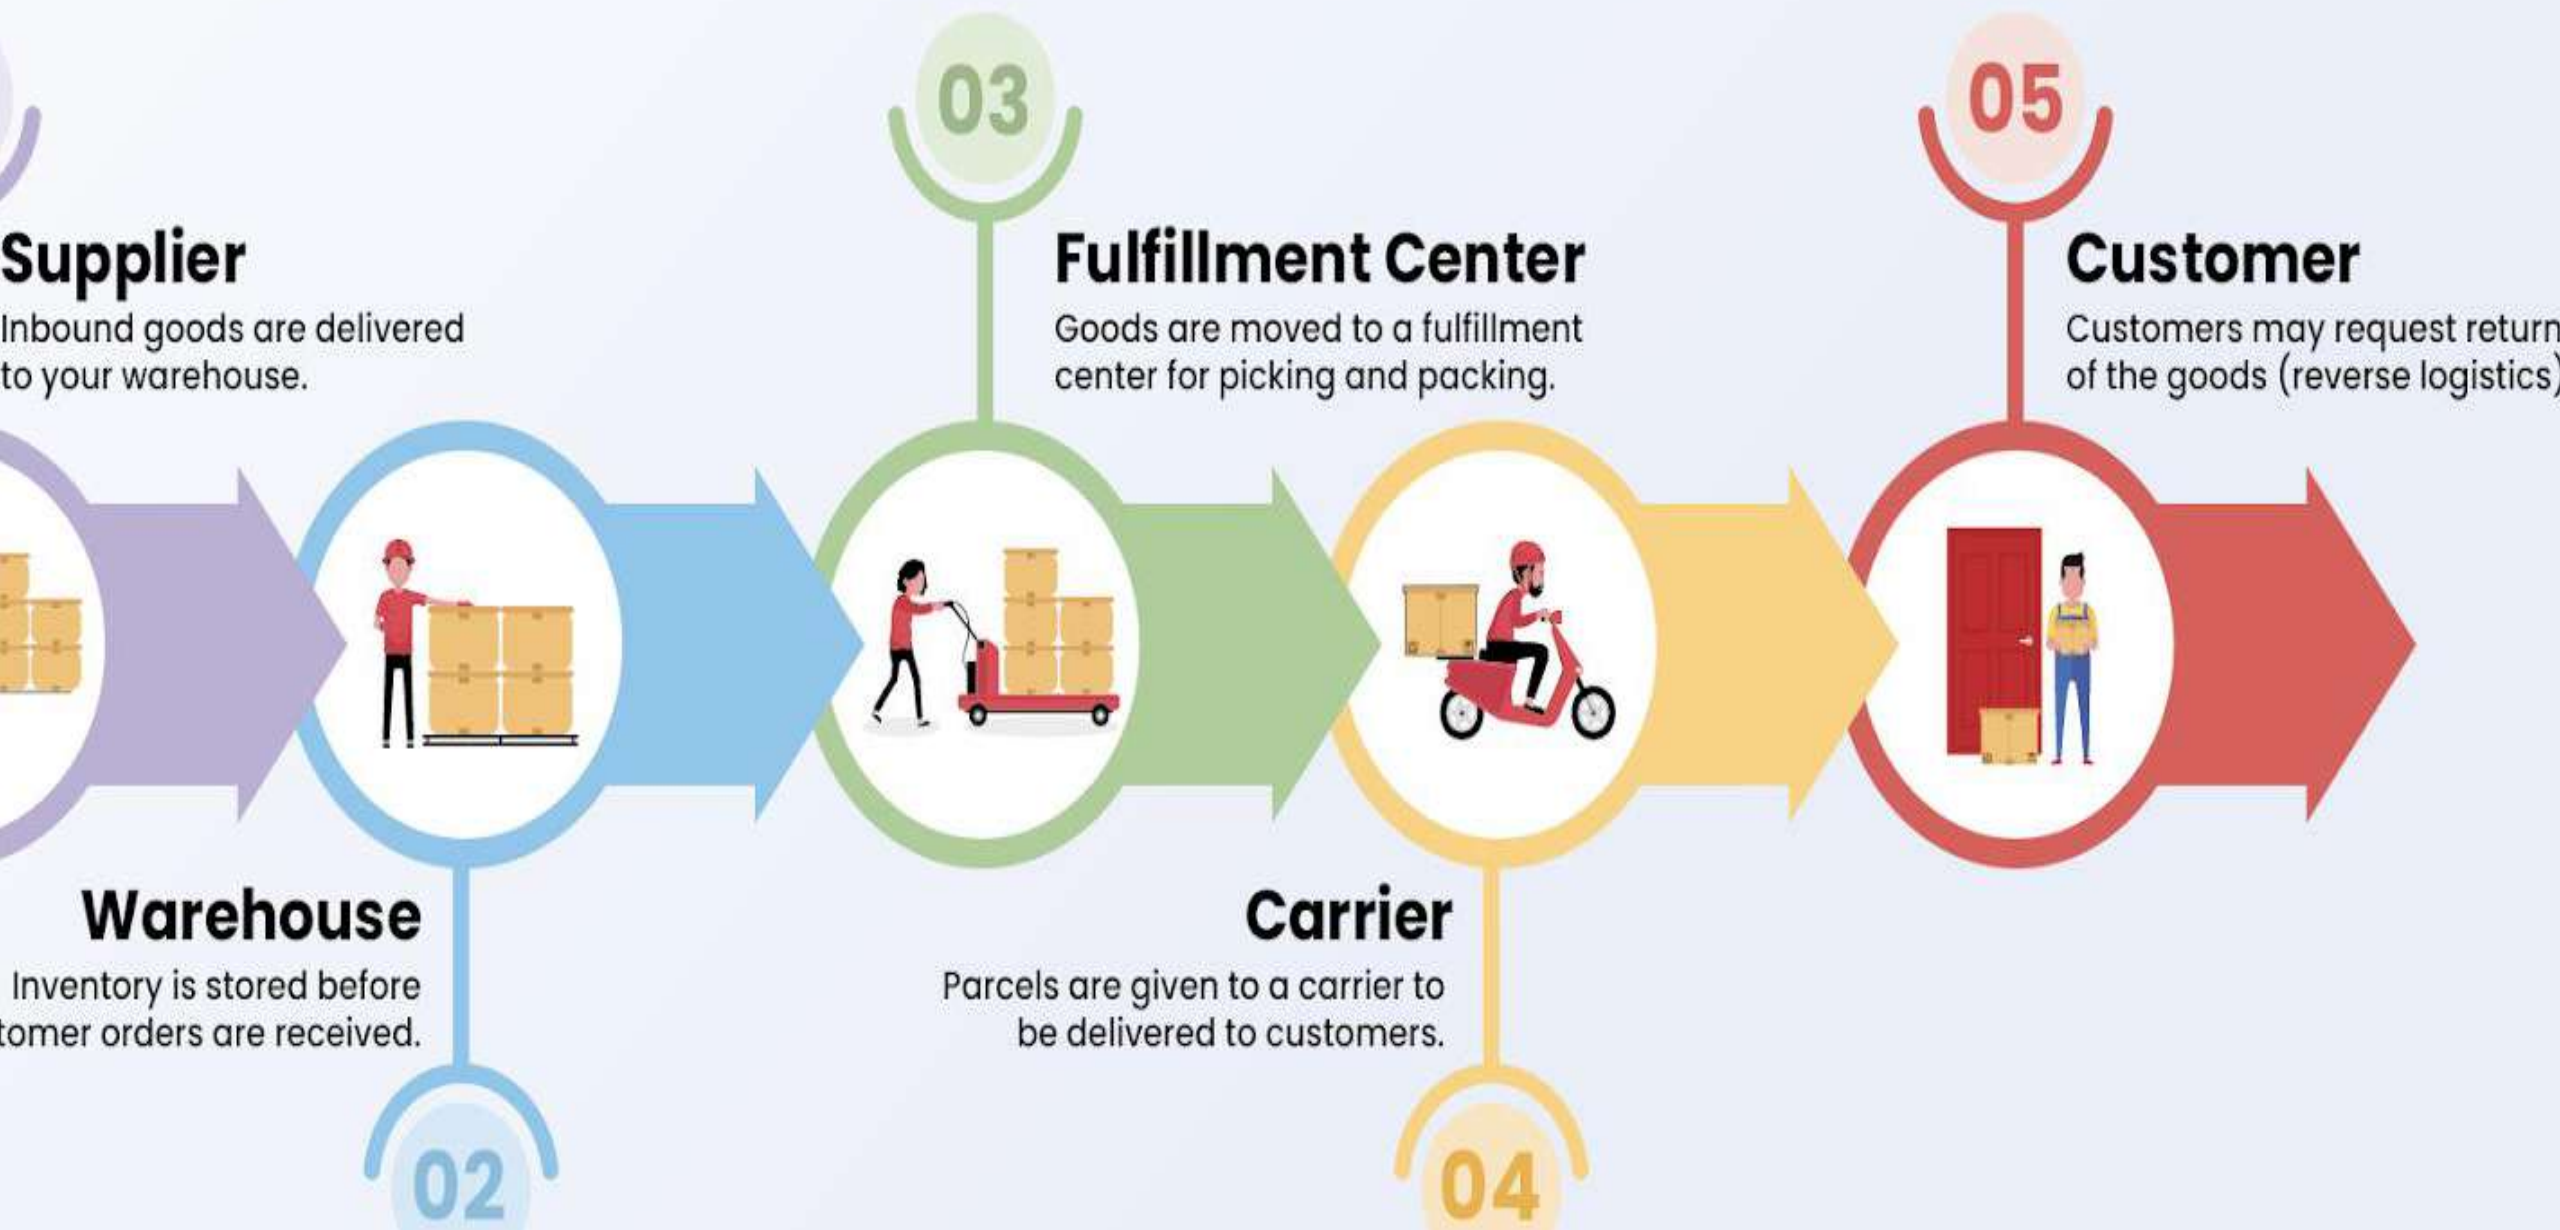 Supplier
Inbound goods are delivered
to your warehouse.
Warehouse
Inventory is stored before
orders are received.
02
03
Fulfillment Center
Goods are moved to a fulfillment
center for picking and packing.
Carrier
Parcels are given to a carrier to
be delivered to customers.
04
05
Customer
Customers may request return
of the goods (reverse logistics)